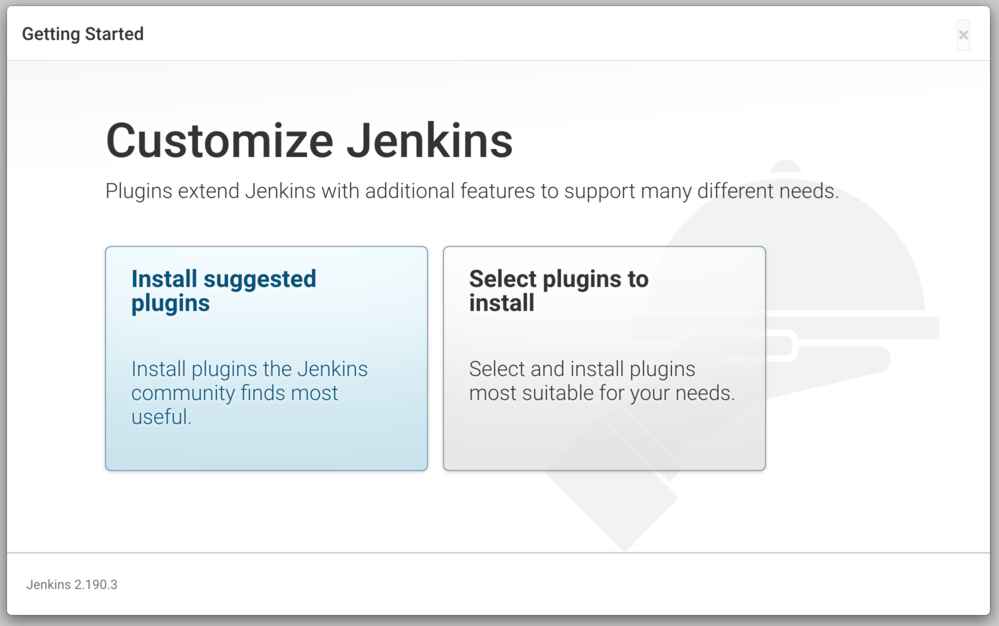 Getting Started
×
Customize Jenkins
Plugins extend Jenkins with additional features to support many different needs.
Install suggested
plugins
Install plugins the Jenkins
community finds most
useful.
Select plugins to
install
Select and install plugins
most suitable for your needs.
Jenkins 2.190.3